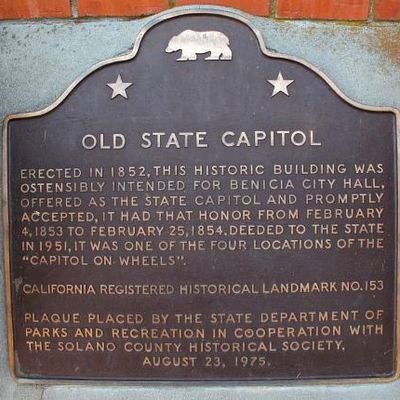 OLD STATE CAPITOL
ERECTED IN 1852, THIS HISTORIC BUILDING WAS
OSTENSIBLY INTENDED FOR BENICIA CITY HALL,
OFFERED AS THE STATE CAPITOL AND PROMPTLY
ACCEPTED, IT HAD THAT HONOR FROM FEBRUARY
4, 1853 TO FEBRUARY 25, 1854. DEEDED TO THE STATE
IN 1951, IT WAS ONE OF THE FOUR LOCATIONS OF THE
"CAPITOL ON WHEELS".
CALIFORNIA REGISTERED HISTORICAL LANDMARK NO. 153
PLAQUE PLACED BY THE STATE DEPARTMENT OF
PARKS AND RECREATION IN COOPERATION WITH
THE SOLANO COUNTY HISTORICAL SOCIETY,
AUGUST 23, 1975.